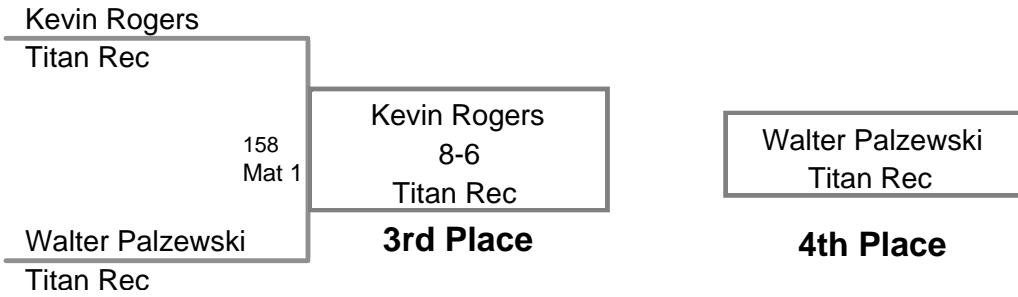 Kevin Rogers
Titan Rec
158
Mat 1
Walter Palzewski
Titan Rec
Kevin Rogers
8-6
Titan Rec
3rd Place
Walter Palzewski
Titan Rec
4th Place